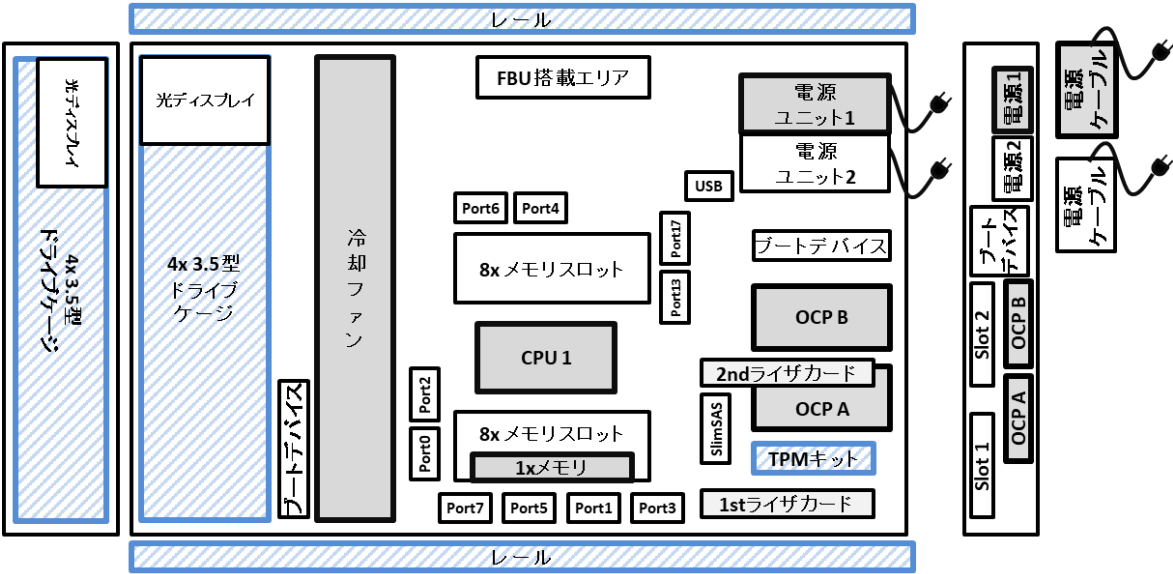 レール
光ディスプレイ
4x 3.5型
ドライブケージ
光ディスプレイ
4x 3.5型
ドライブ
ケージ
ブートデバイス
冷却ファン
FBU搭載エリア
電源
ユニット1
電源
ユニット2
USB
Port6
Port4
8x メモリスロット
Port17
Port13
ブートデバイス
OCP B
CPU 1
2ndライザカード
OCP A
Port2
Port0
8x メモリスロット
1xメモリ
SlimSAS
TPMキット
Port7
Port5
Port1
Port3
1stライザカード
レール
電源1
電源2
ブート
デバイス
Slot 2
OCP B
Slot 1
OCP A
電源
ケーブル
電源
ケーブル